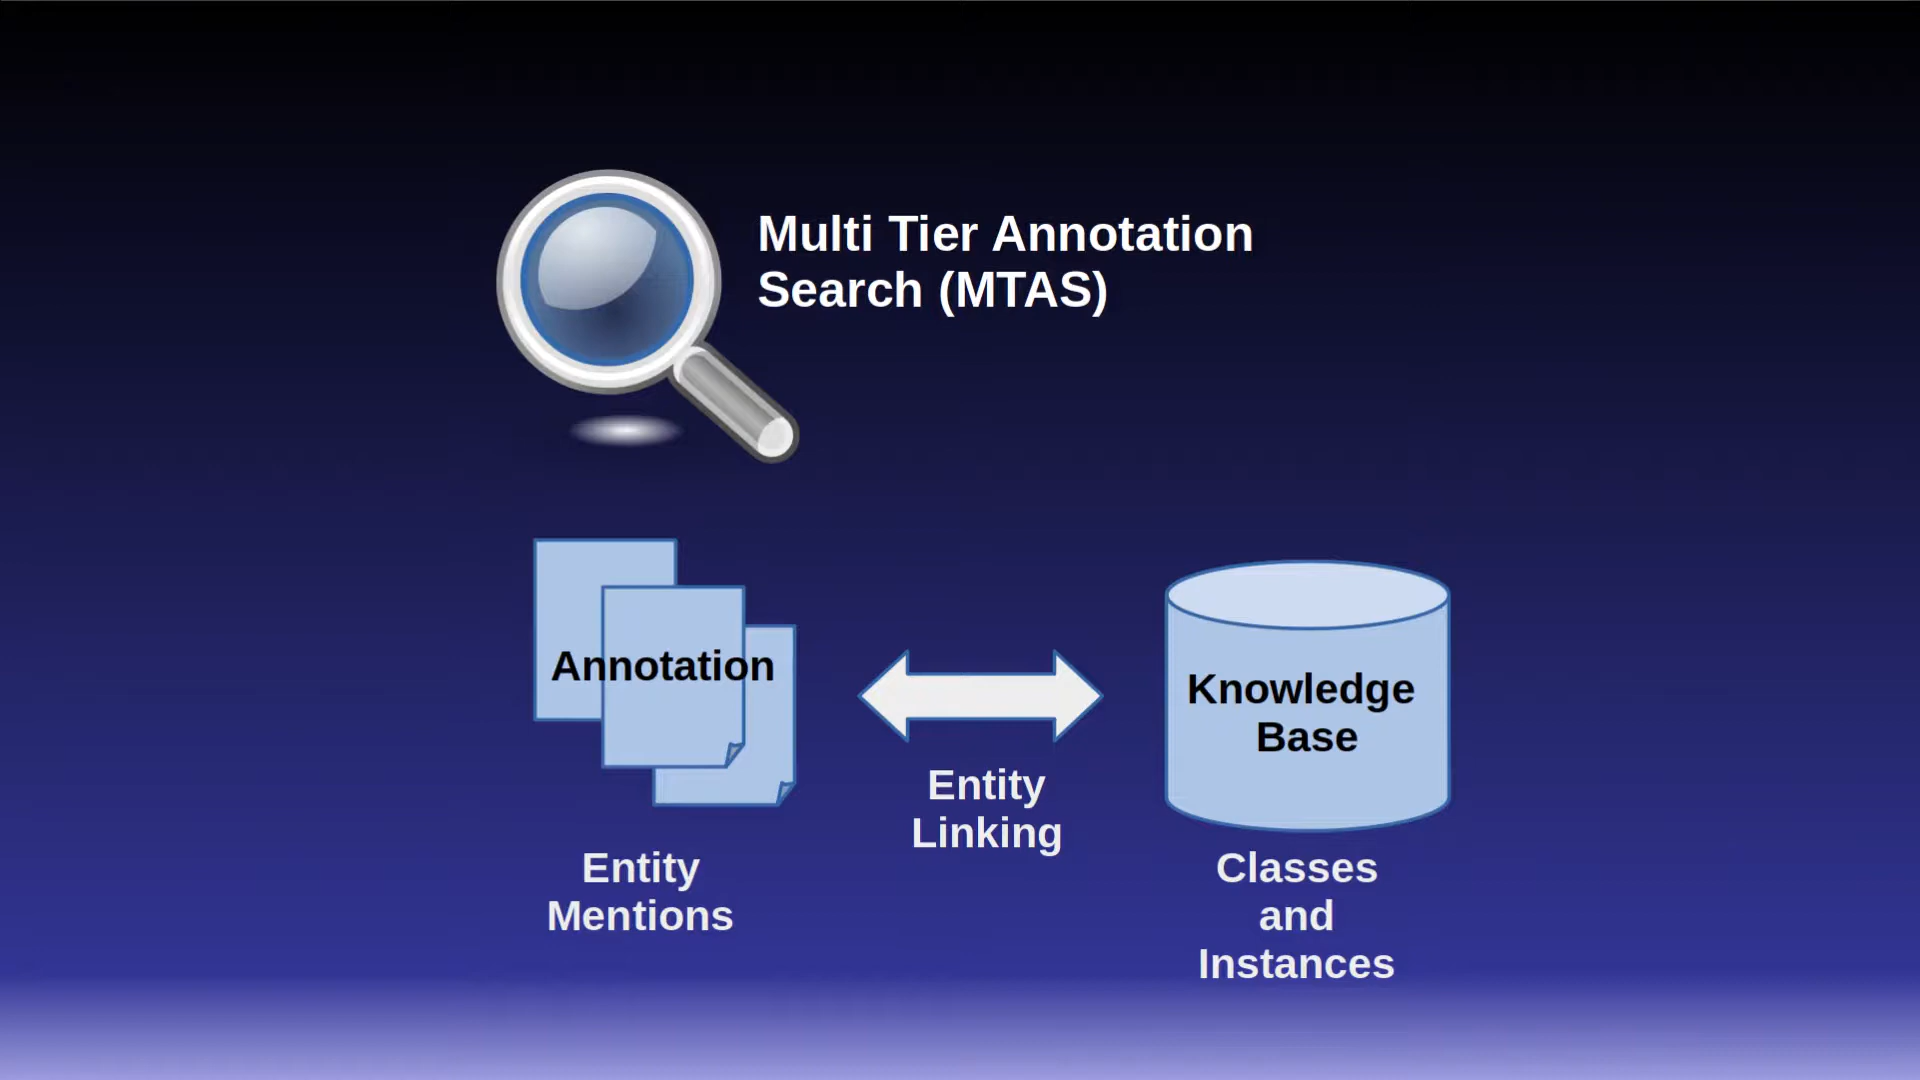 Multi Tier Annotation
Search (MTAS)
Annotation
Entity
Mentions
Entity
Linking
Knowledge
Base
Classes
and
Instances